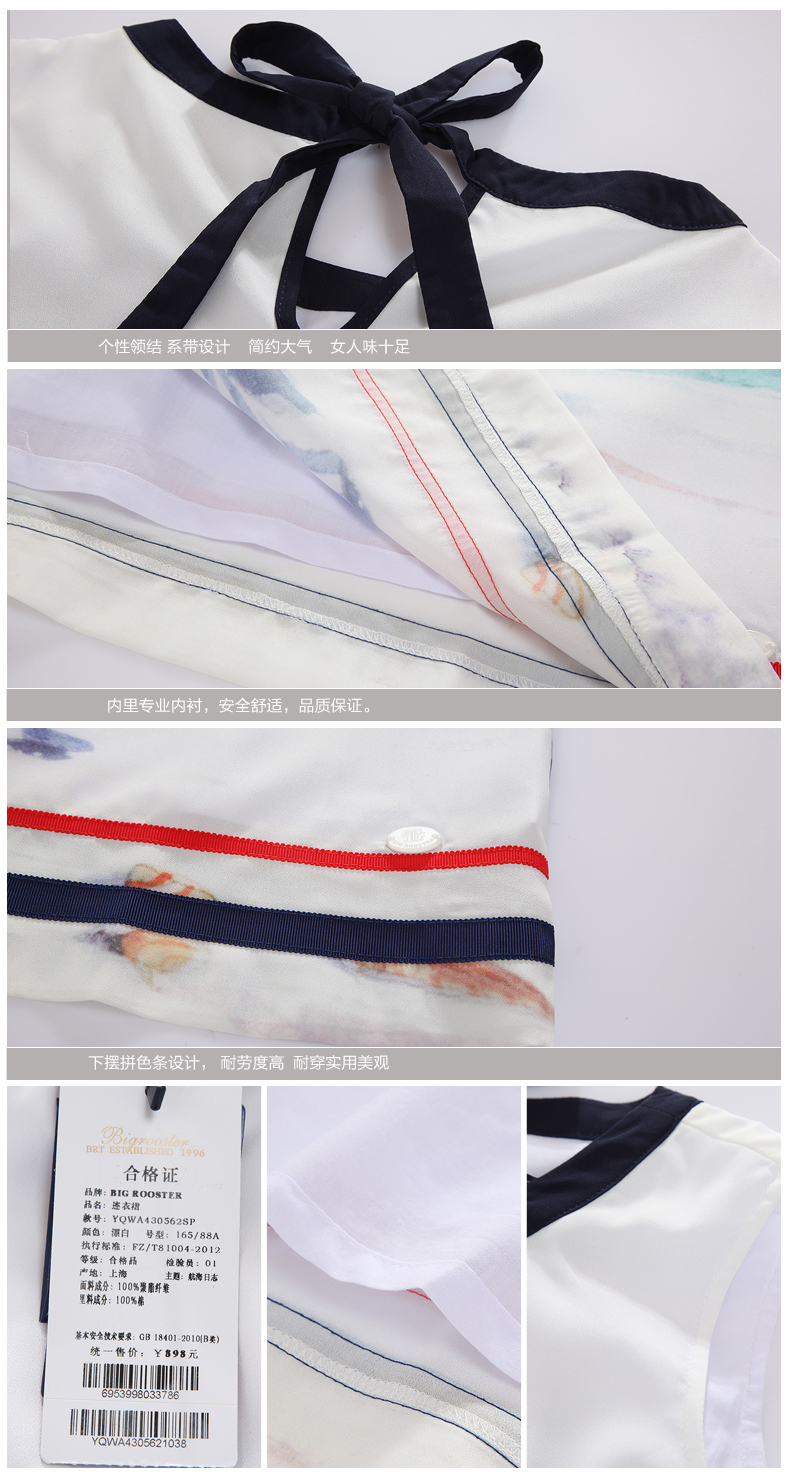 个性领结 系带设计 简约大气 女人味十足
内里专业内衬，安全舒适，品质保证。
下摆拼色条设计， 耐劳度高 耐穿实用美观
Bigrooster
BRT ESTABLISHED 1996
合格证
品牌: BIG ROOSTER
品名: 连衣裙
款号: YQWA430562SP
颜色: 漂白 号型: 165/88A
执行标准: FZ/T81004-2012
等级: 合格品 检验员: 01
产地: 上海 主题: 航海日志
面料成分: 100%聚酯纤维
里料成分: 100%棉
基本安全技术要求: GB 18401-2010(B类)
统一售价: ￥898元
6953998033786
YQWA4305621038